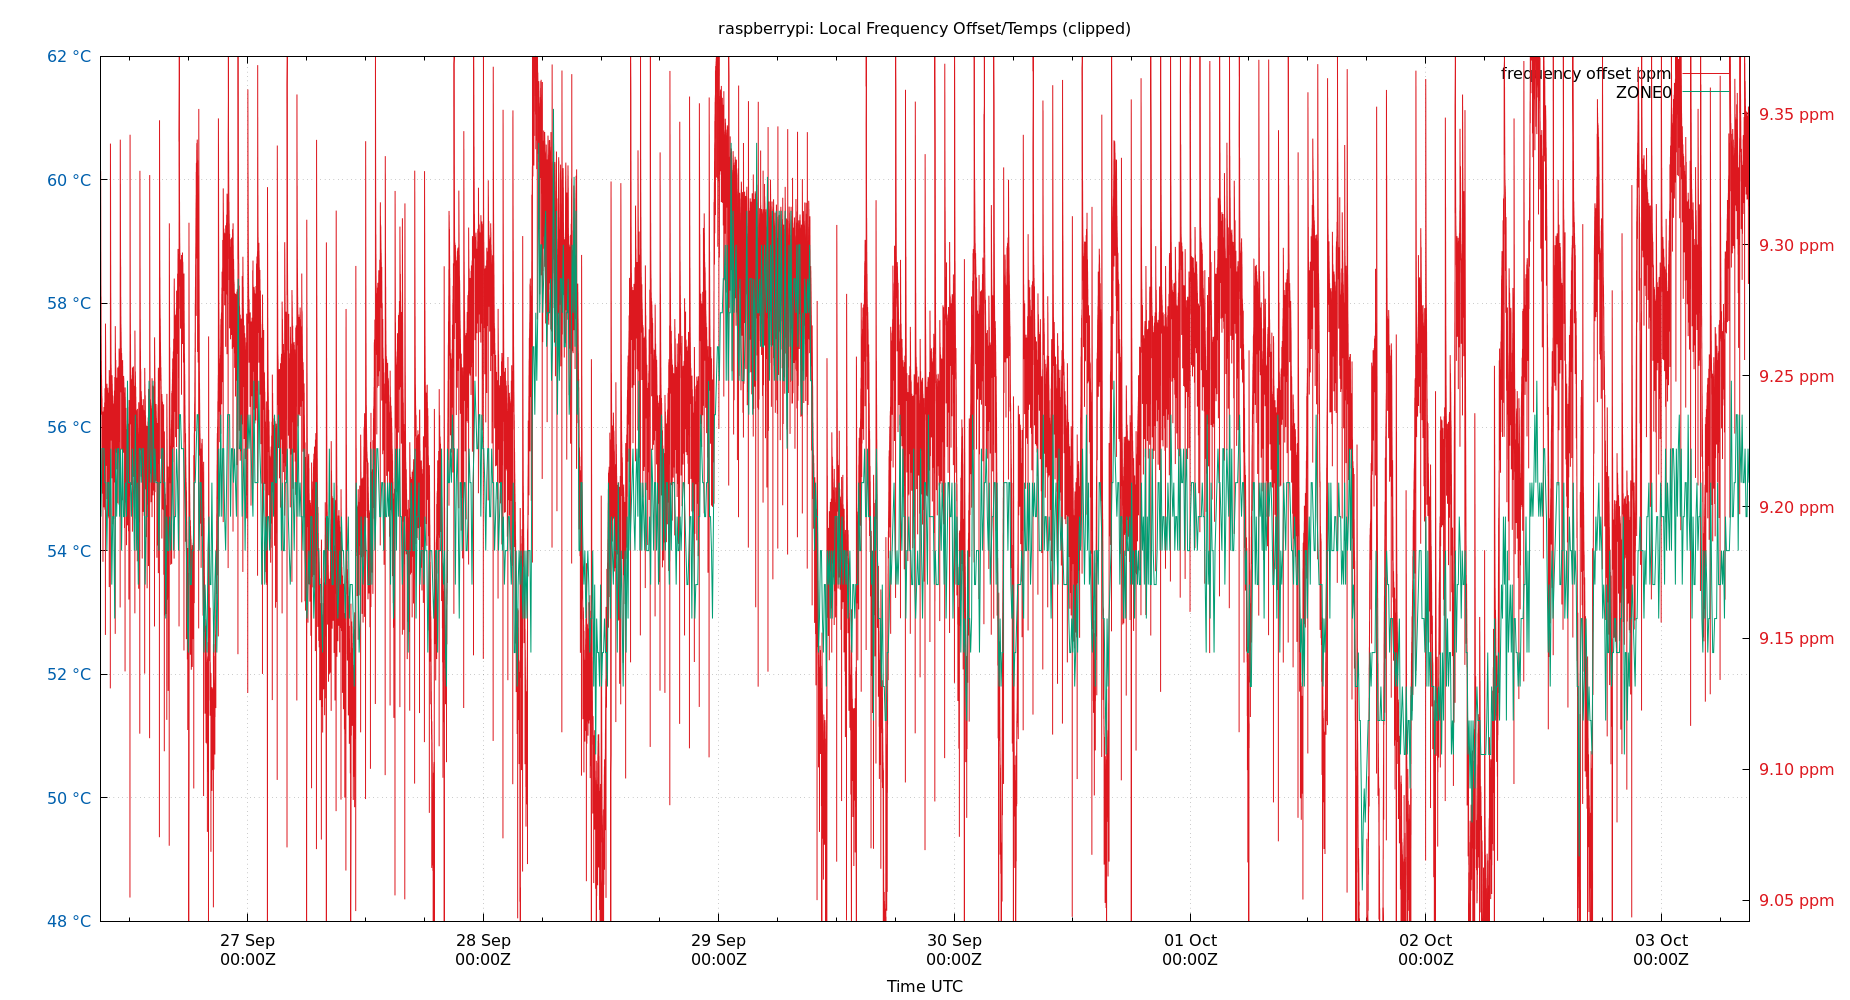 raspberrypi: Local Frequency Offset/Temps (clipped)
62 °C
60 °C
58 °C
56 °C
54 °C
52 °C
50 °C
48 °C
frequency offset ppm
ZONE0
9.35 ppm
9.30 ppm
9.25 ppm
9.20 ppm
9.15 ppm
9.10 ppm
9.05 ppm
27 Sep
00:00Z
28 Sep
00:00Z
29 Sep
00:00Z
30 Sep
00:00Z
01 Oct
00:00Z
02 Oct
00:00Z
03 Oct
00:00Z
Time UTC